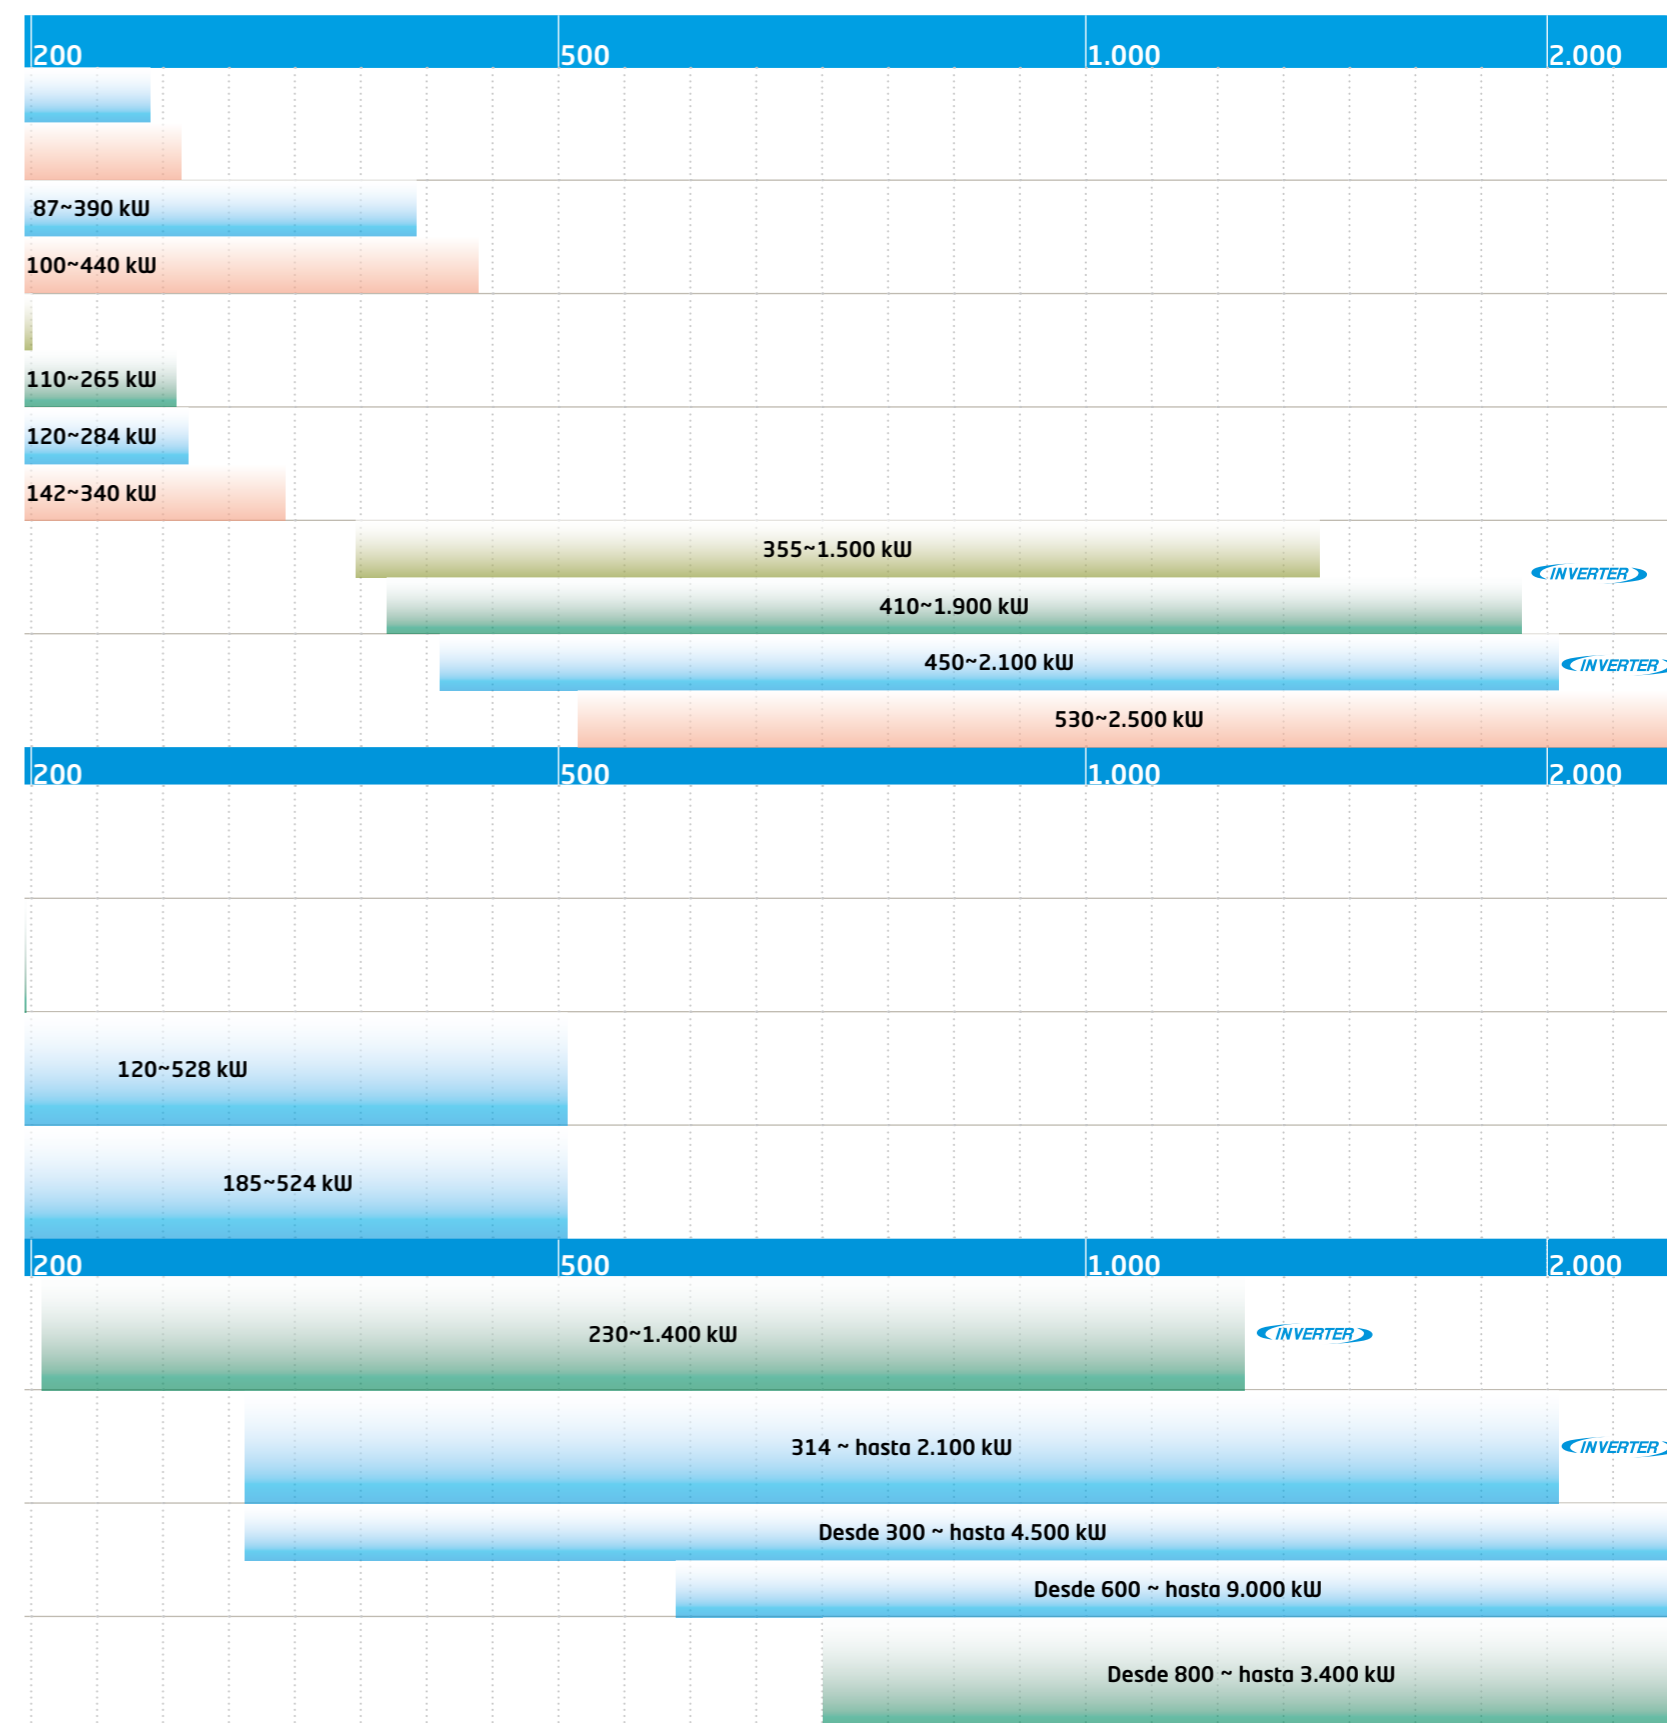 200 500 1.000 2.000
87~390 kW
100~440 kW
110~265 kW
120~284 kW
142~340 kW
355~1.500 kW
INVERTER
410~1.900 kW
450~2.100 kW INVERTER
530~2.500 kW
200 500 1.000 2.000
120~528 kW
185~524 kW
200 500 1.000 2.000
230~1.400 kW INVERTER
314 ~ hasta 2.100 kW INVERTER
Desde 300 ~ hasta 4.500 kW
Desde 600 ~ hasta 9.000 kW
Desde 800 ~ hasta 3.400 kW